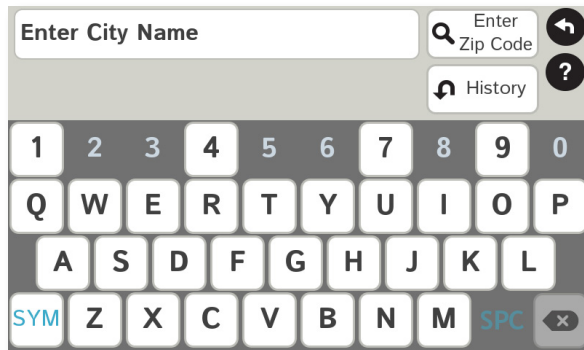 Enter City Name
Enter
Zip Code
?
History
1 2 3 4 5 6 7 8 9 0
Q W E R T Y U I O P
A S D F G H J K L
SYM Z X C V B N M SPC